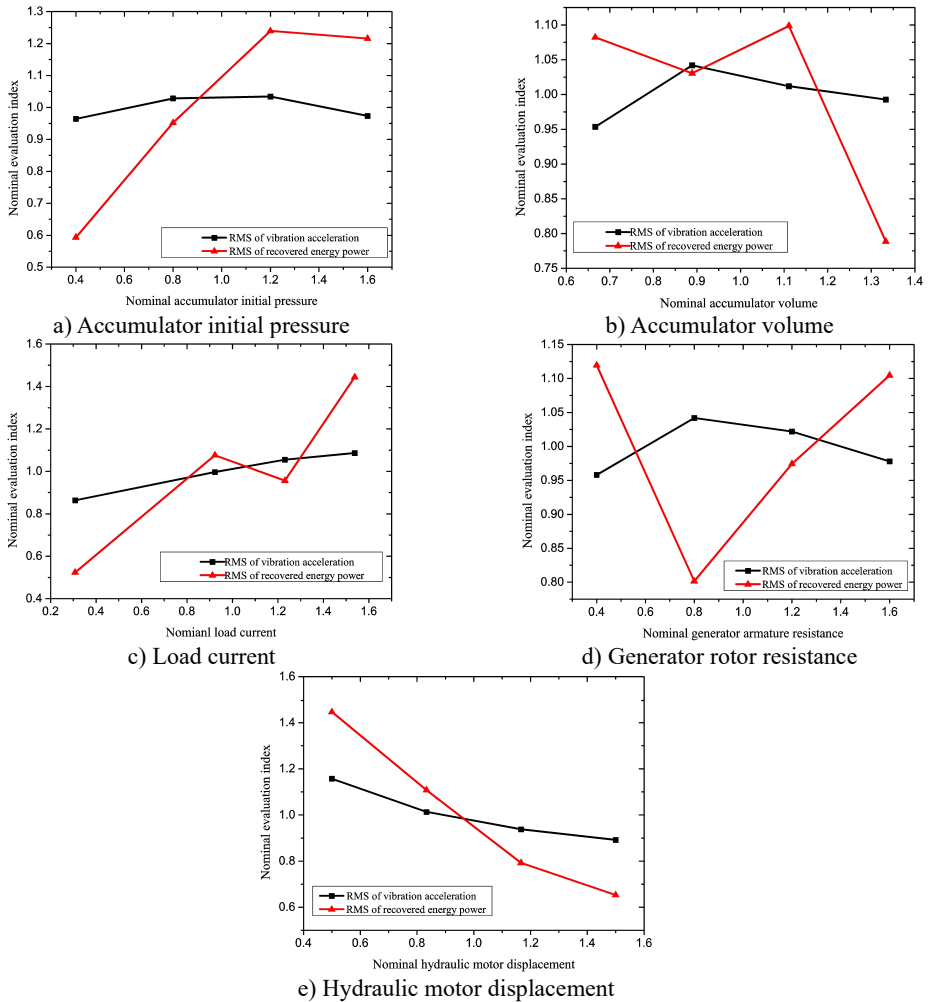 1.3
1.2
1.1
1.0
0.9
0.8
0.7
0.6
0.5
Nominal evaluation index
RMS of vibration acceleration
RMS of recovered energy power
0.4 0.6 0.8 1.0 1.2 1.4 1.6
Nominal accumulator initial pressure
a) Accumulator initial pressure
1.10
1.05
1.00
0.95
0.90
0.85
0.80
0.75
Nominal evaluation index
RMS of vibration acceleration
RMS of recovered energy power
0.6 0.7 0.8 0.9 1.0 1.1 1.2 1.3 1.4
Nominal accumulator volume
b) Accumulator volume
1.6
1.4
1.2
1.0
0.8
0.6
0.4
Nominal evaluation index
RMS of vibration acceleration
RMS of recovered energy power
0.2 0.4 0.6 0.8 1.0 1.2 1.4 1.6
Nomianl load current
c) Load current
1.15
1.10
1.05
1.00
0.95
0.90
0.85
0.80
Nominal evaluation index
RMS of vibration acceleration
RMS of recovered energy power
0.4 0.6 0.8 1.0 1.2 1.4 1.6
Nominal generator armature resistance
d) Generator rotor resistance
1.6
1.4
1.2
1.0
0.8
0.6
Nominal evaluation index
RMS of vibration acceleration
RMS of recovered energy power
0.4 0.6 0.8 1.0 1.2 1.4 1.6
Nominal hydraulic motor displacement
e) Hydraulic motor displacement